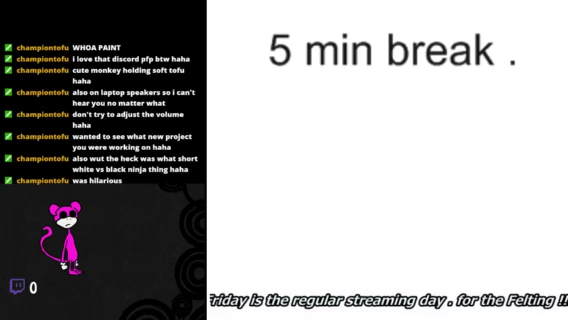 championtofu WHOA PAINT
championtofu i love that discord pfp btw haha
championtofu cute monkey holding soft tofu
haha
championtofu also on laptop speakers so i can't
hear you no matter what
championtofu don't try to adjust the volume
haha
championtofu wanted to see what new project
you were working on haha
championtofu also wut the heck was what short
white vs black ninja thing haha
championtofu was hilarious
0
5 min break .
Friday is the regular streaming day . for the Felting !!